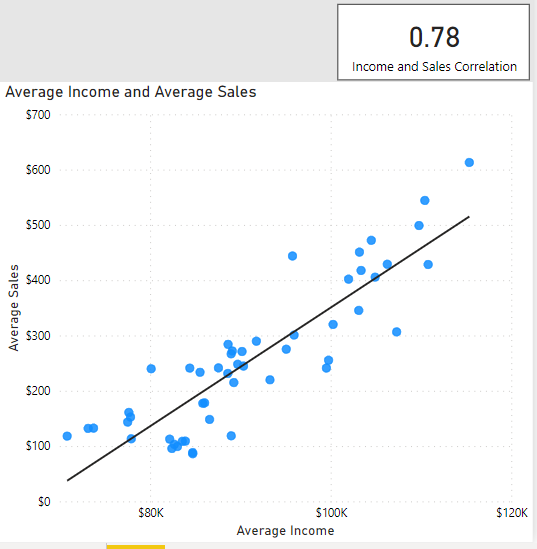 0.78
Income and Sales Correlation
Average Income and Average Sales
$700
$600
$500
$400
$300
$200
$100
$0
Average Sales
$80K
$100K
$120K
Average Income